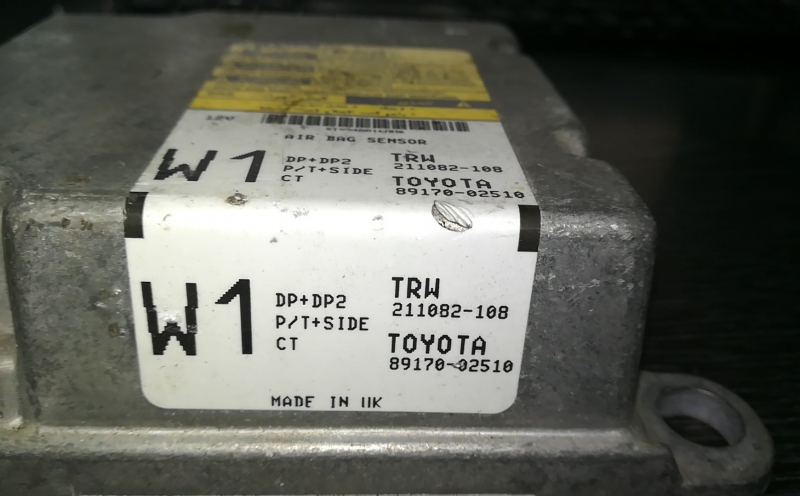 12V
AIR BAG SENSOR
W1
DP+DP2
P/T+SIDE
CT
TRW
211082-108
TOYOTA
89170-02510
W1
DP+DP2
P/T+SIDE
CT
TRW
211082-108
TOYOTA
89170-02510
MADE IN UK